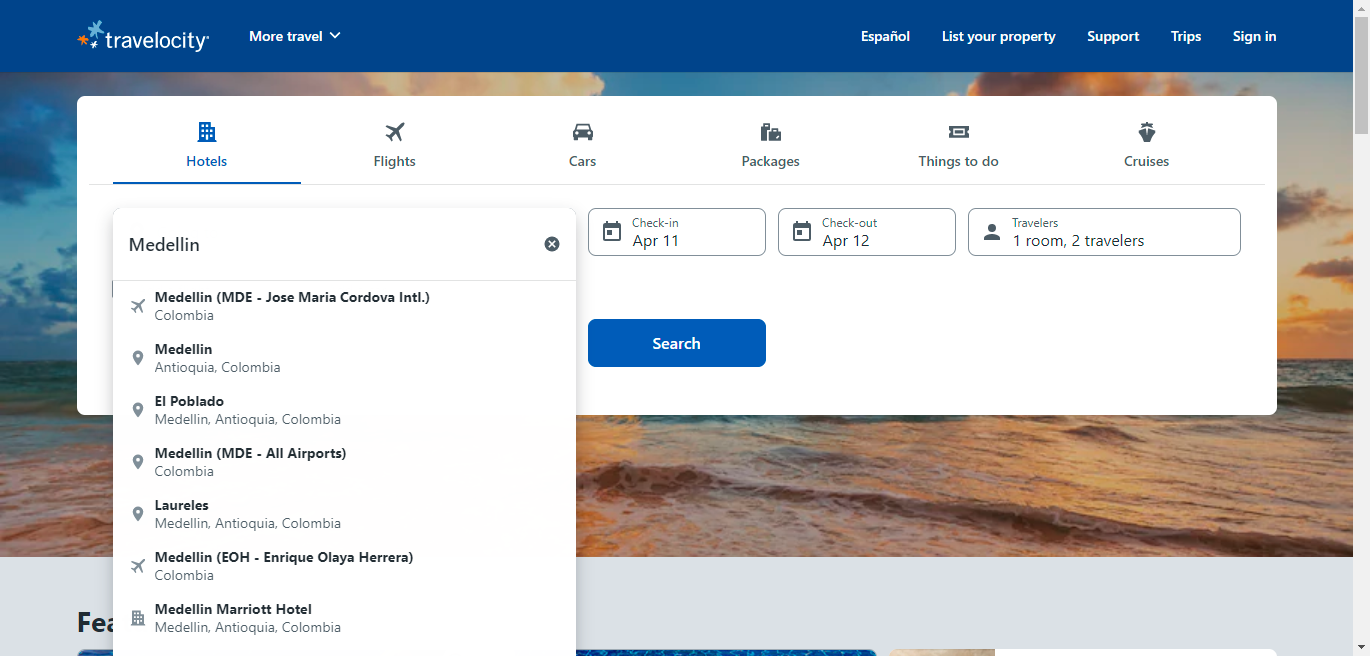 travelocity
More travel
Español
List your property
Support
Trips
Sign in
Hotels
Flights
Cars
Packages
Things to do
Cruises
Medellin
Check-in
Apr 11
Check-out
Apr 12
Travelers
1 room, 2 travelers
Medellin (MDE - Jose Maria Cordova Intl.)
Colombia
Medellin
Antioquia, Colombia
El Poblado
Medellin, Antioquia, Colombia
Medellin (MDE - All Airports)
Colombia
Laureles
Medellin, Antioquia, Colombia
Medellin (EOH - Enrique Olaya Herrera)
Colombia
Medellin Marriott Hotel
Medellin, Antioquia, Colombia
Search